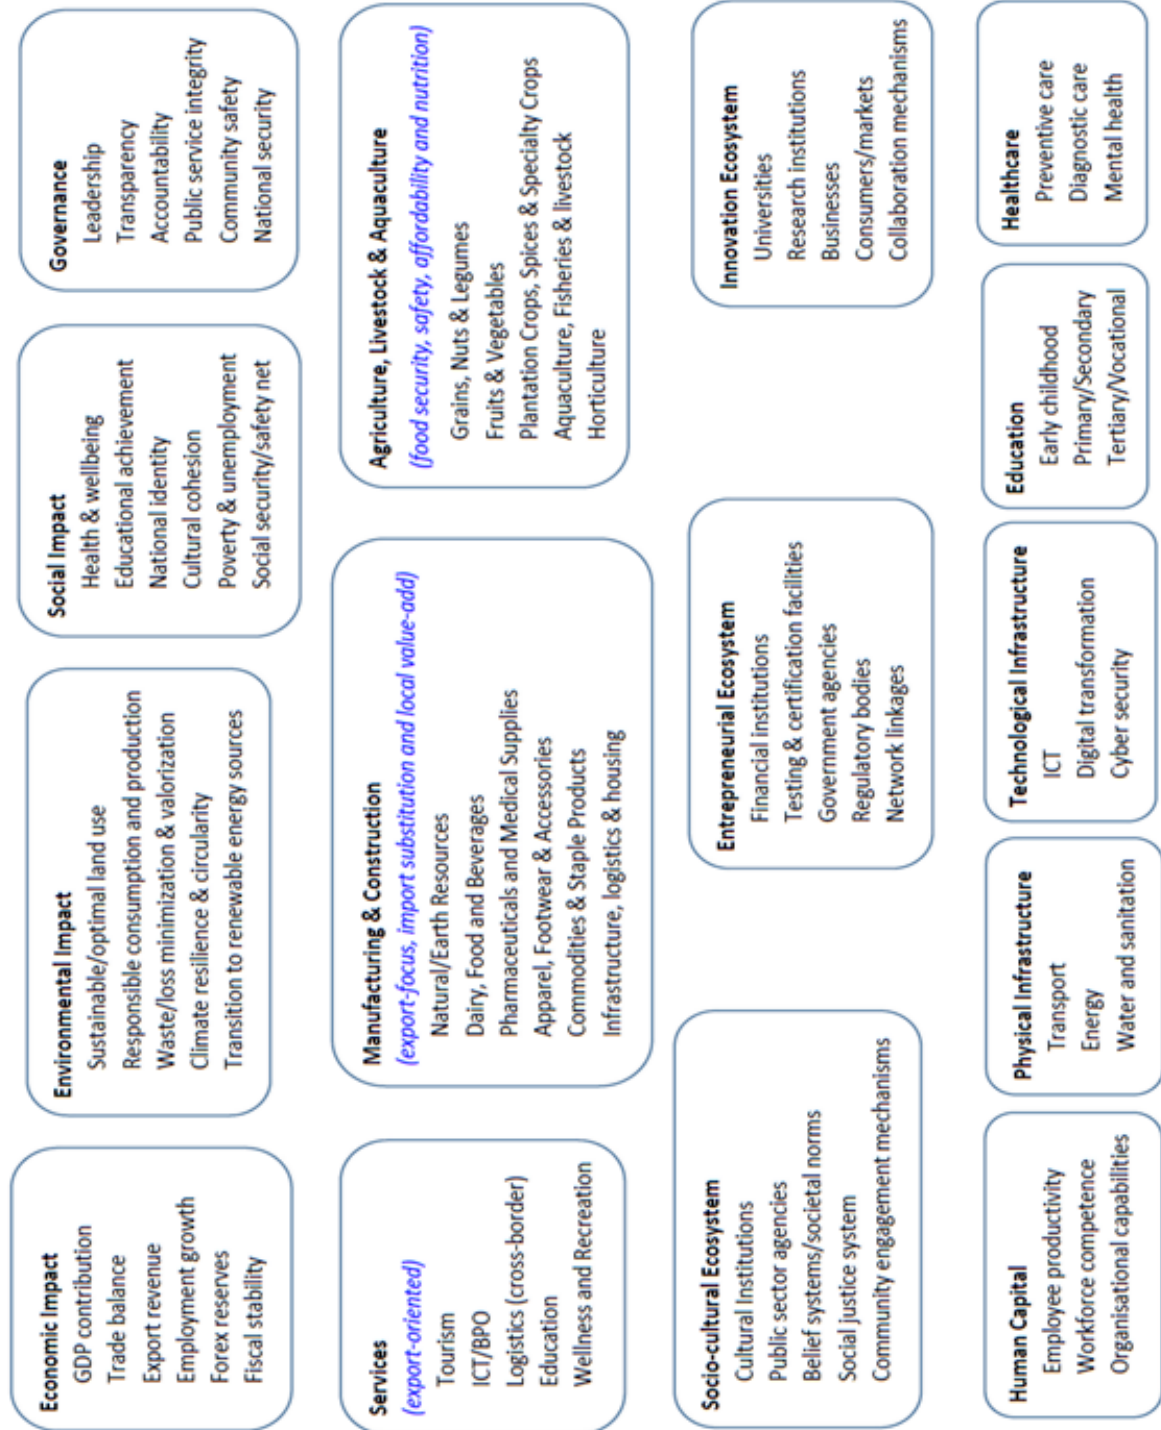 Economic Impact
GDP contribution
Trade balance
Export revenue
Employment growth
Forex reserves
Fiscal stability
Environmental Impact
Sustainable/optimal land use
Responsible consumption and production
Waste/loss minimization & valorization
Climate resilience & circularity
Transition to renewable energy sources
Social Impact
Health & wellbeing
Educational achievement
National identity
Cultural cohesion
Poverty & unemployment
Social security/safety net
Governance
Leadership
Transparency
Accountability
Public service integrity
Community safety
National security
Services
(export-oriented)
Tourism
ICT/BPO
Logistics (cross-border)
Education
Wellness and Recreation
Manufacturing & Construction
(export-focus, import substitution and local value-add)
Natural/Earth Resources
Dairy, Food and Beverages
Pharmaceuticals and Medical Supplies
Apparel, Footwear & Accessories
Commodities & Staple Products
Infrastructure, logistics & housing
Agriculture, Livestock & Aquaculture
(food security, safety, affordability and nutrition)
Grains, Nuts & Legumes
Fruits & Vegetables
Plantation Crops, Spices & Specialty Crops
Aquaculture, Fisheries & livestock
Horticulture
Socio-cultural Ecosystem
Cultural Institutions
Public sector agencies
Belief systems/societal norms
Social justice system
Community engagement mechanisms
Entrepreneurial Ecosystem
Financial institutions
Testing & certification facilities
Government agencies
Regulatory bodies
Network linkages
Innovation Ecosystem
Universities
Research institutions
Businesses
Consumers/markets
Collaboration mechanisms
Human Capital
Employee productivity
Workforce competence
Organisational capabilities
Physical Infrastructure
Transport
Energy
Water and sanitation
Technological Infrastructure
ICT
Digital transformation
Cyber security
Education
Early childhood
Primary/Secondary
Tertiary/Vocational
Healthcare
Preventive care
Diagnostic care
Mental health